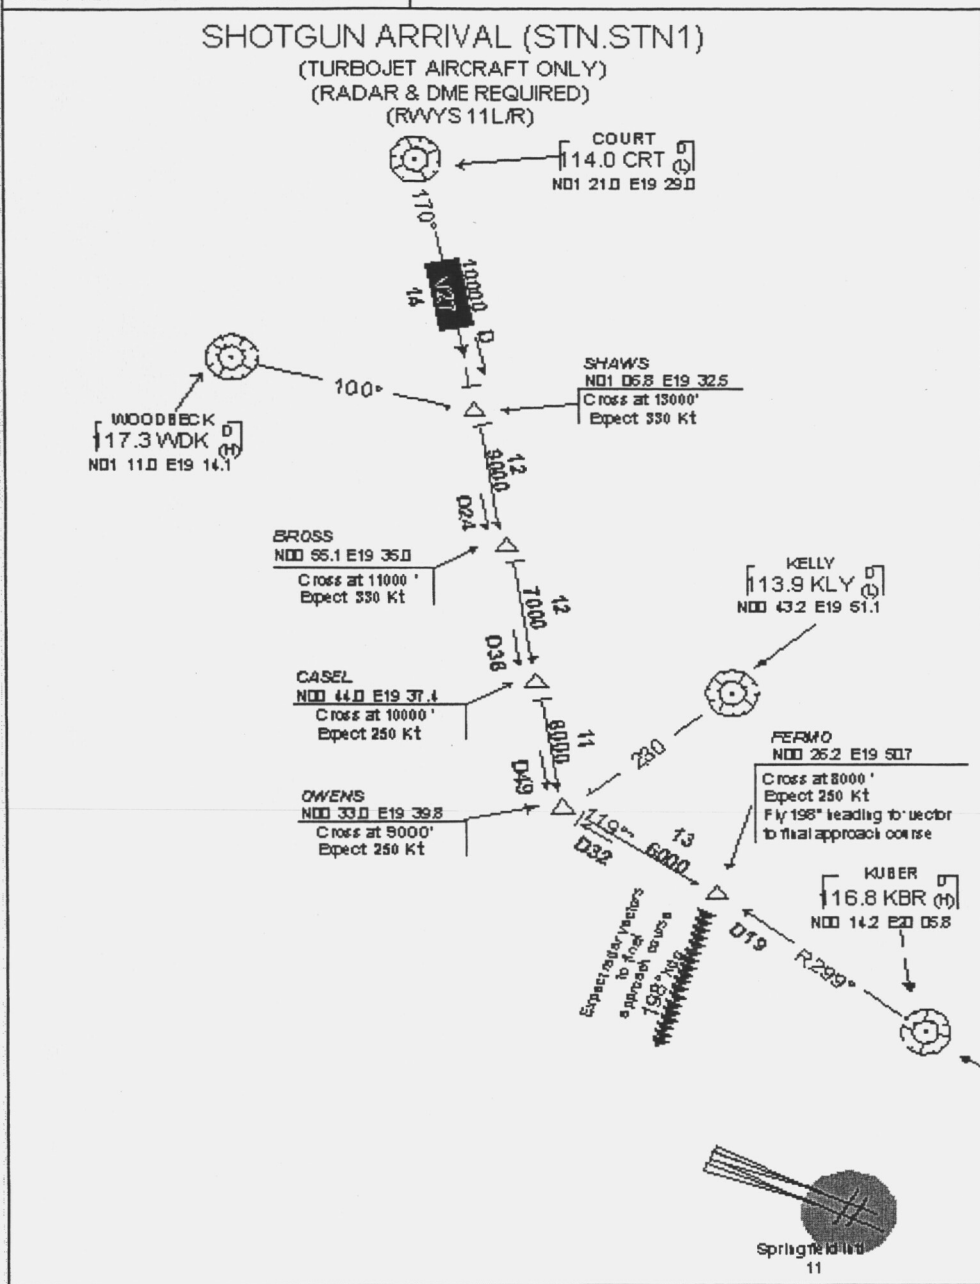 SHOTGUN ARRIVAL (STN.STN1)
(TURBOJET AIRCRAFT ONLY)
(RADAR & DME REQUIRED)
(RWYS 11L/R)
COURT
114.0 CRT D (L)
N01 21.0 E19 29.0
170°
10000
V27
14
D
WOODBECK
117.3 WDK D (H)
N01 11.0 E19 14.1
100°
SHAWS
N01 06.8 E19 32.5
Cross at 13000'
Expect 330 Kt
12
9000
D24
BROSS
N00 55.1 E19 35.0
Cross at 11000 '
Expect 330 Kt
12
7000
D36
CASEL
N00 44.0 E19 37.4
Cross at 10000 '
Expect 250 Kt
11
6000
D49
OWENS
N00 33.0 E19 39.8
Cross at 9000'
Expect 250 Kt
KELLY
113.9 KLY D (L)
N00 43.2 E19 51.1
230
119°
13
6000
D32
FERMO
N00 26.2 E19 50.7
Cross at 8000 '
Expect 250 Kt
Fly 198° heading for vector
to final approach course
KUBER
116.8 KBR D (H)
N00 14.2 E20 05.8
D19
R299°
Expect radar vectors
to final
approach course
198° hdg
Springfield Intl
11